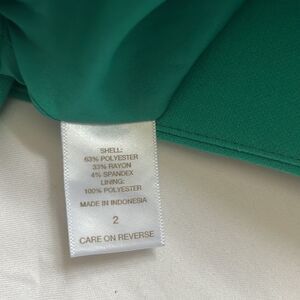 SHELL:
63% POLYESTER
33% RAYON
4% SPANDEX
LINING:
100% POLYESTER
MADE IN INDONESIA
2
CARE ON REVERSE